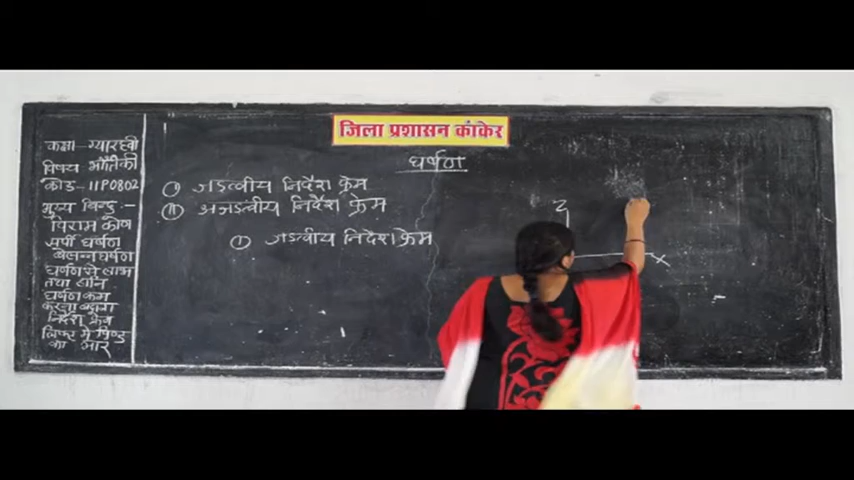 जिला प्रशासन कांकेर
घर्षण
कक्षा - ग्यारहवी
विषय भौतिकी
कोड - 11P0802
मुख्य बिन्दु :-
विराम कोण
सर्पी घर्षण
बेलन घर्षण
घर्षण से लाभ
तथा हानि
घर्षण कम
करना बढ़ाना
निर्देश फ्रेम
लिफ्ट मे पिण्ड
का भार
(i) जड़त्वीय निर्देश फ्रेम
(ii) अजड़त्वीय निर्देश फ्रेम
(i) जड़त्वीय निर्देश फ्रेम
x